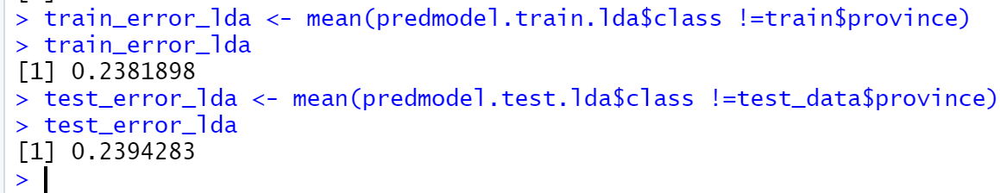 > train_error_lda <- mean(predmodel.train.lda$class !=train$province)
> train_error_lda
[1] 0.2381898
> test_error_lda <- mean(predmodel.test.lda$class !=test_data$province)
> test_error_lda
[1] 0.2394283
>